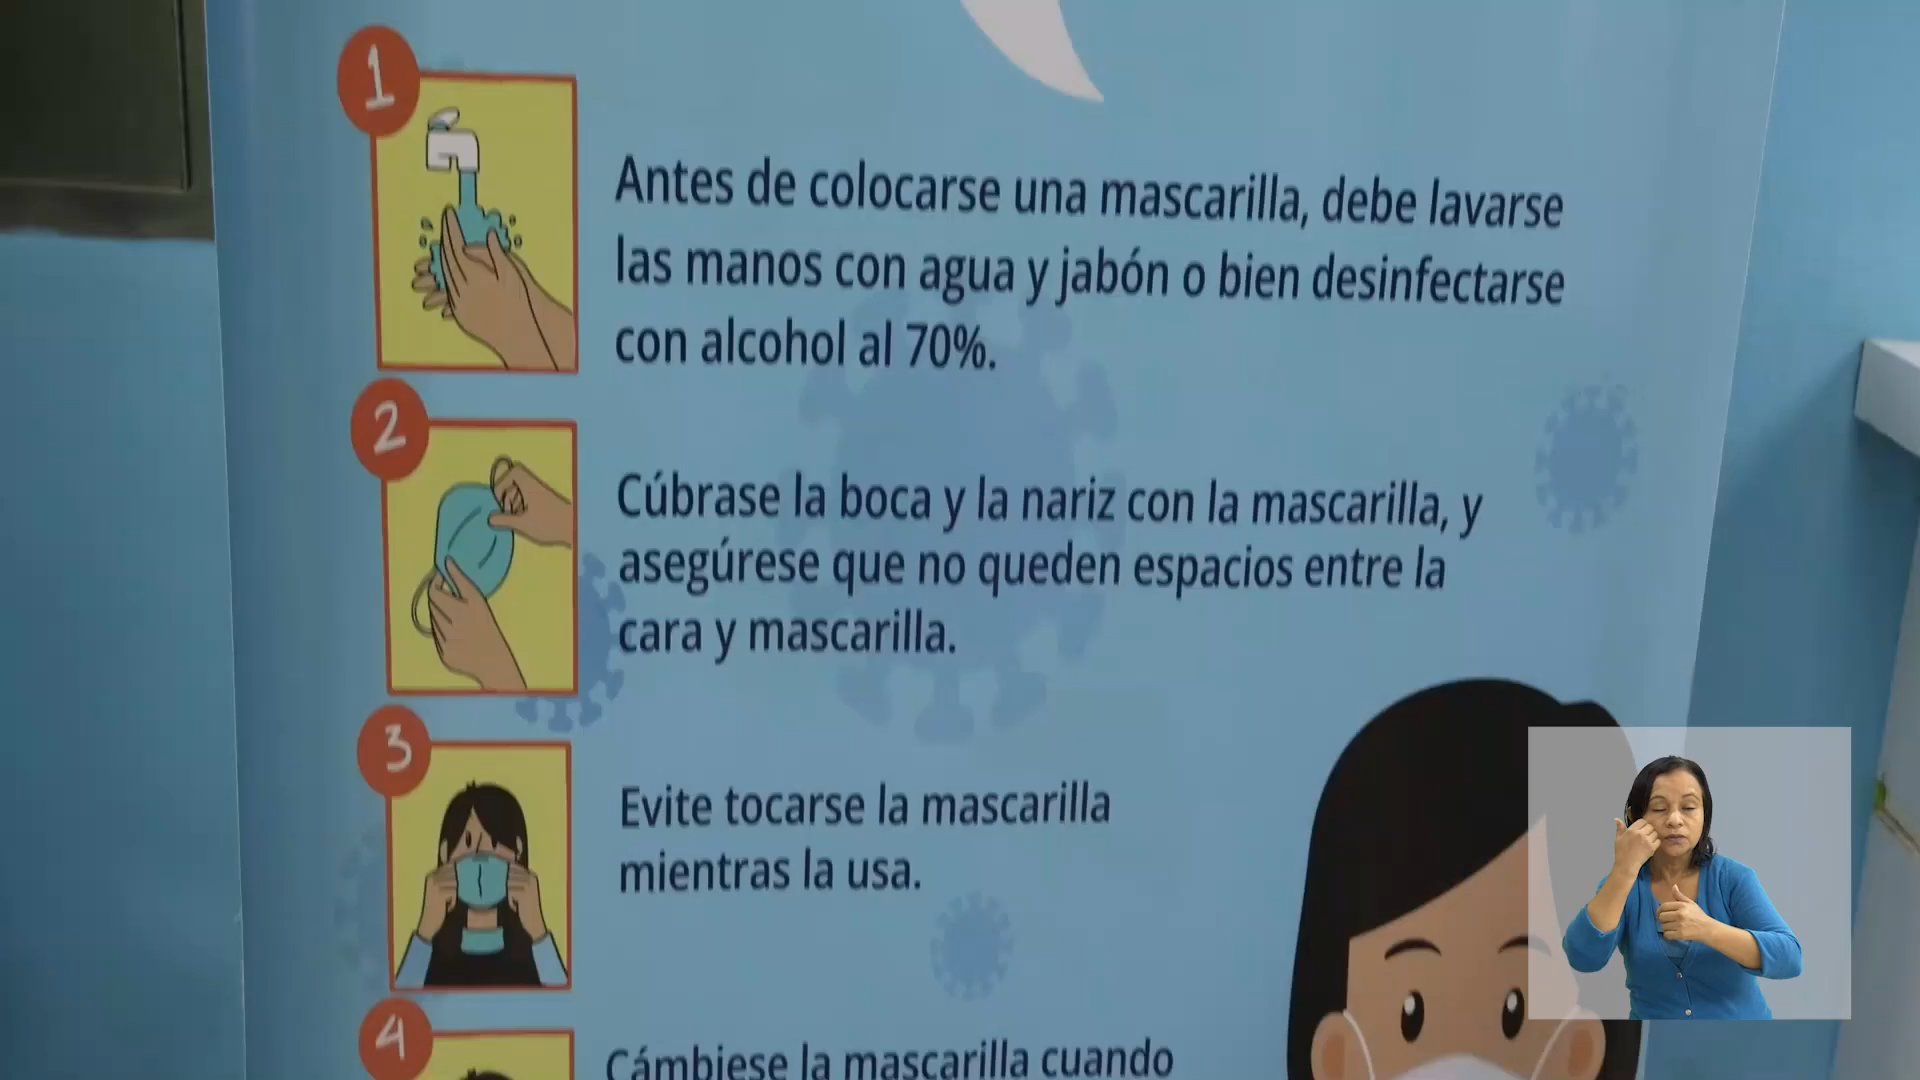 1
Antes de colocarse una mascarilla, debe lavarse
las manos con agua y jabón o bien desinfectarse
con alcohol al 70%.
2
Cúbrase la boca y la nariz con la mascarilla, y
asegúrese que no queden espacios entre la
cara y mascarilla.
3
Evite tocarse la mascarilla
mientras la usa.
4
Cámbiese la mascarilla cuando